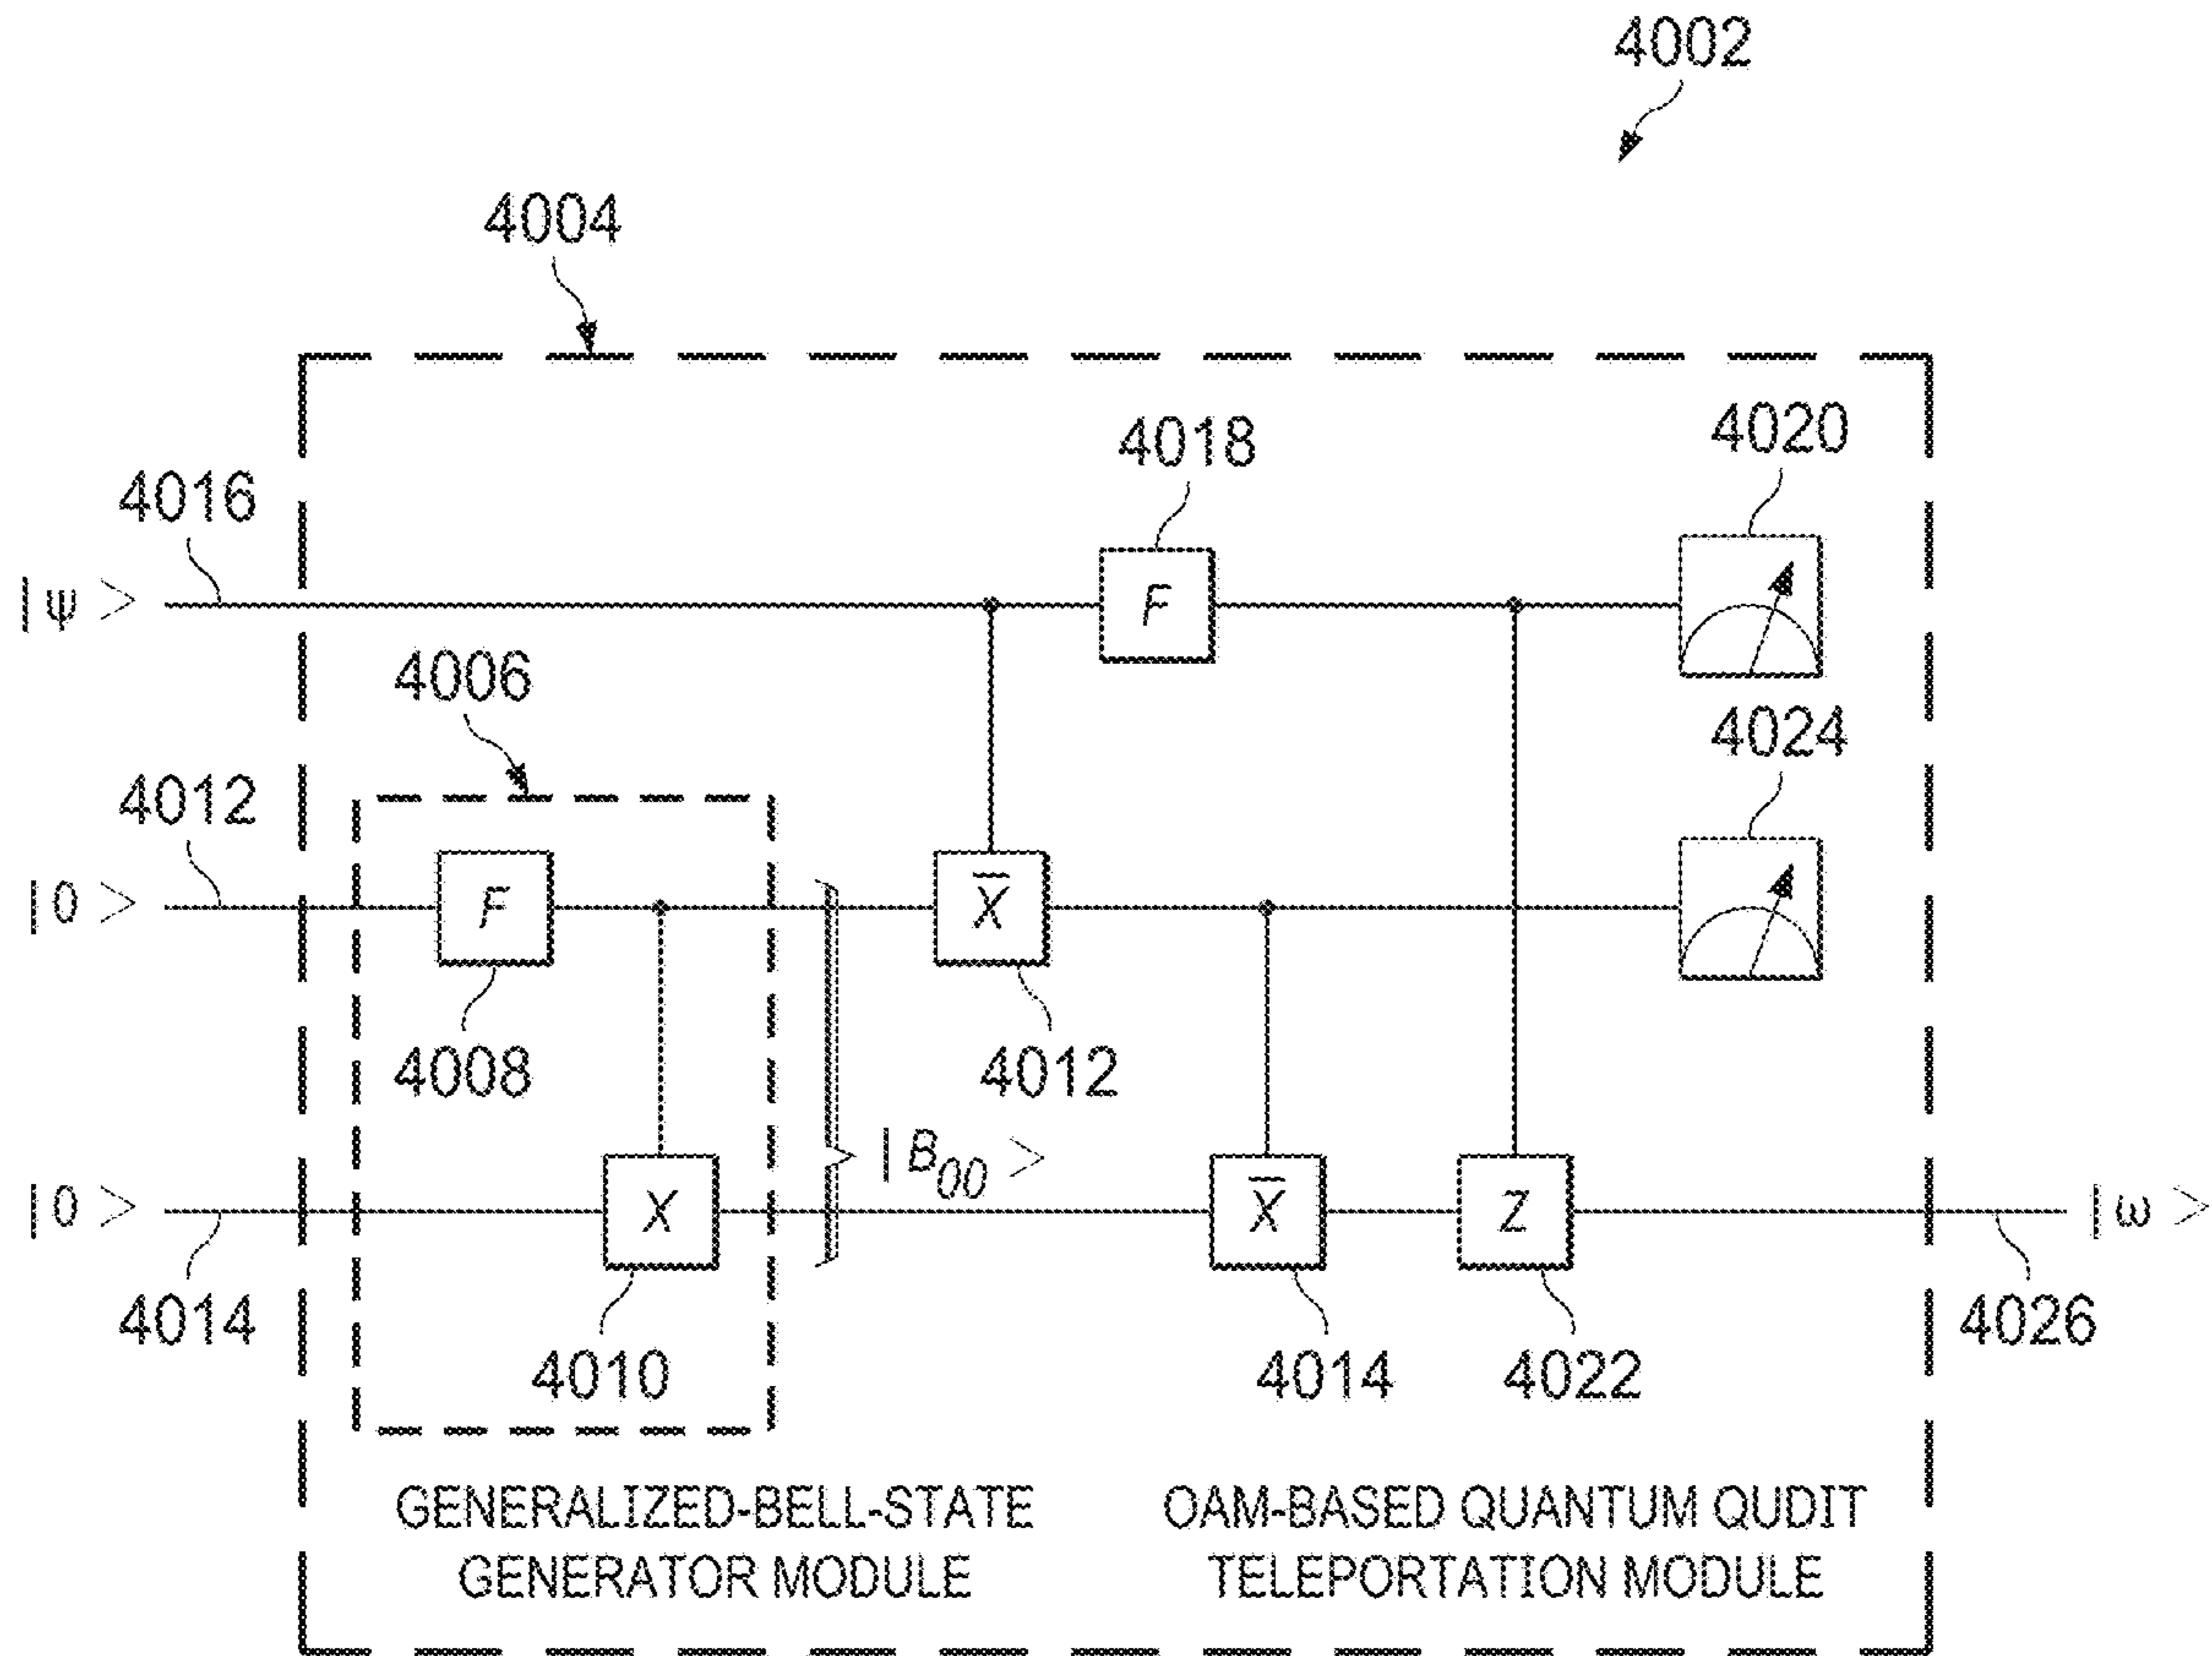 4002
4004
4018
4020
4016
|ψ >
F
4006
4024
4012
|0 >
F
X̅
4008
4012
|B00 >
|0 >
X
X̅
Z
|ω >
4014
4010
4014
4022
4026
GENERALIZED-BELL-STATE
GENERATOR MODULE
OAM-BASED QUANTUM QUDIT
TELEPORTATION MODULE